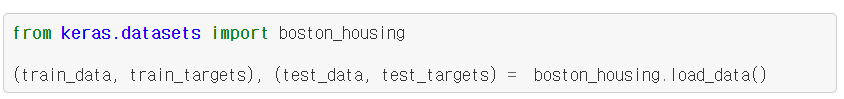 from keras.datasets import boston_housing
(train_data, train_targets), (test_data, test_targets) = boston_housing.load_data()